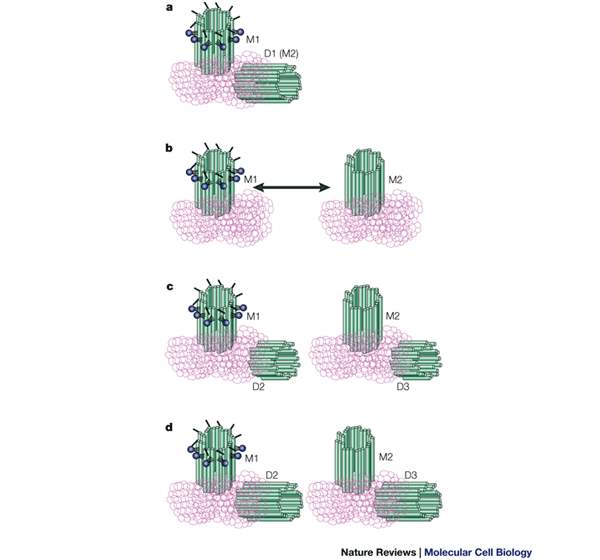 a
M1
D1 (M2)
b
M1
M2
c
M1
M2
D2
D3
d
M1
M2
D2
D3
Nature Reviews | Molecular Cell Biology